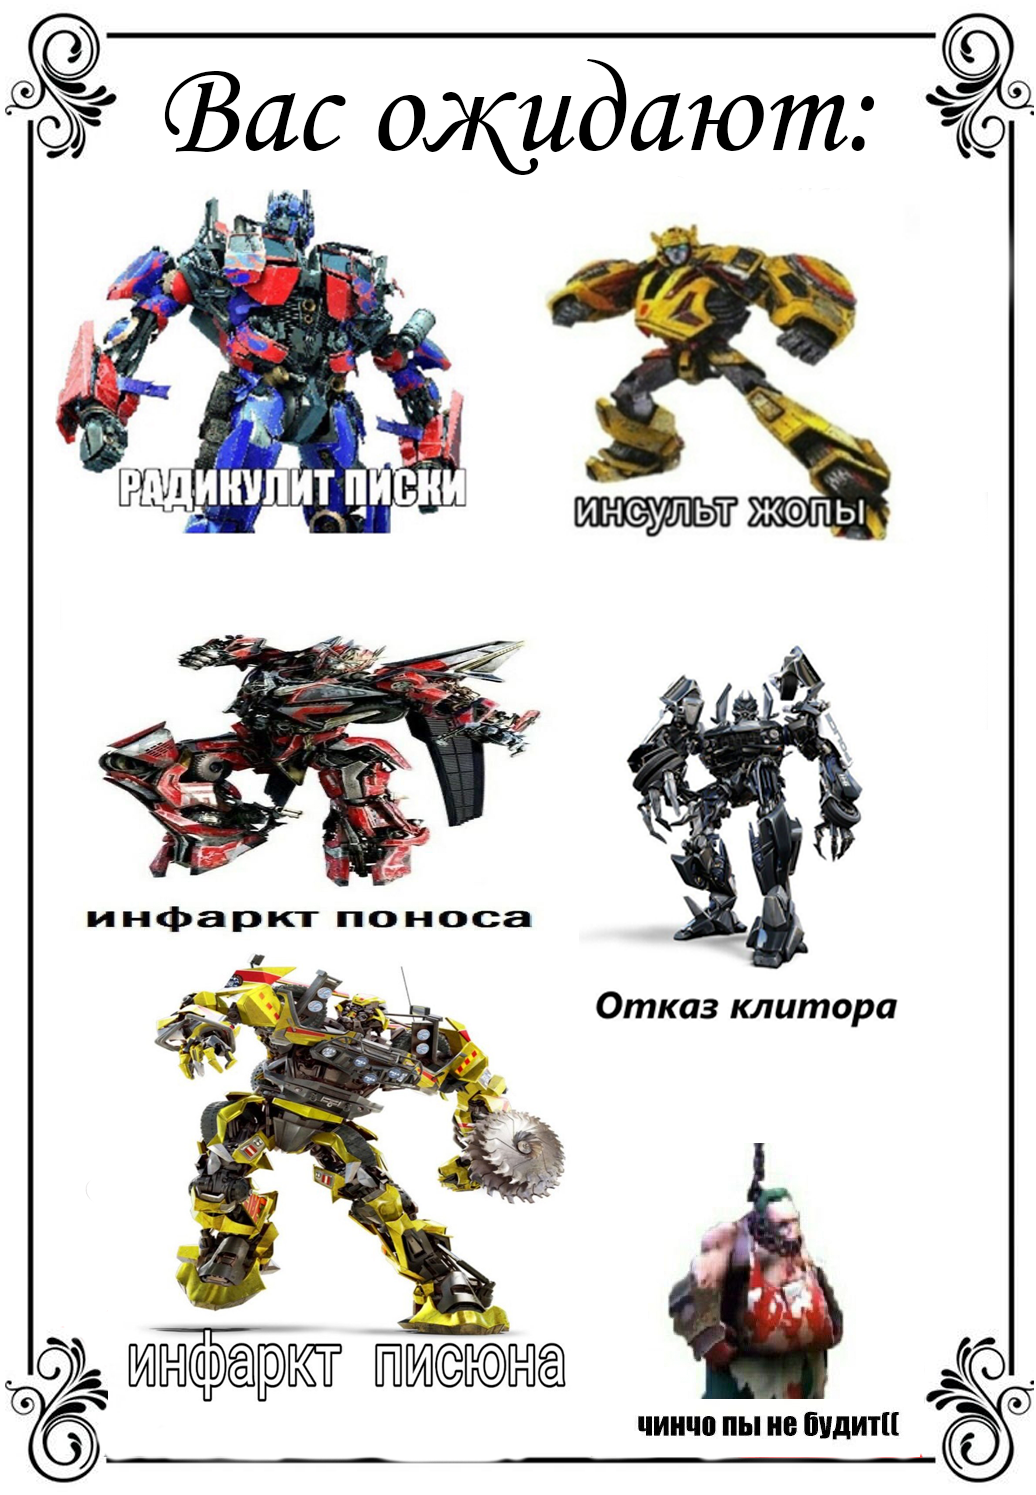 Вас ожидают:
РАДИКУЛИТ ПИСКИ
инсульт жопы
инфаркт поноса
Отказ клитора
инфаркт писюна
чинчо пы не будит((